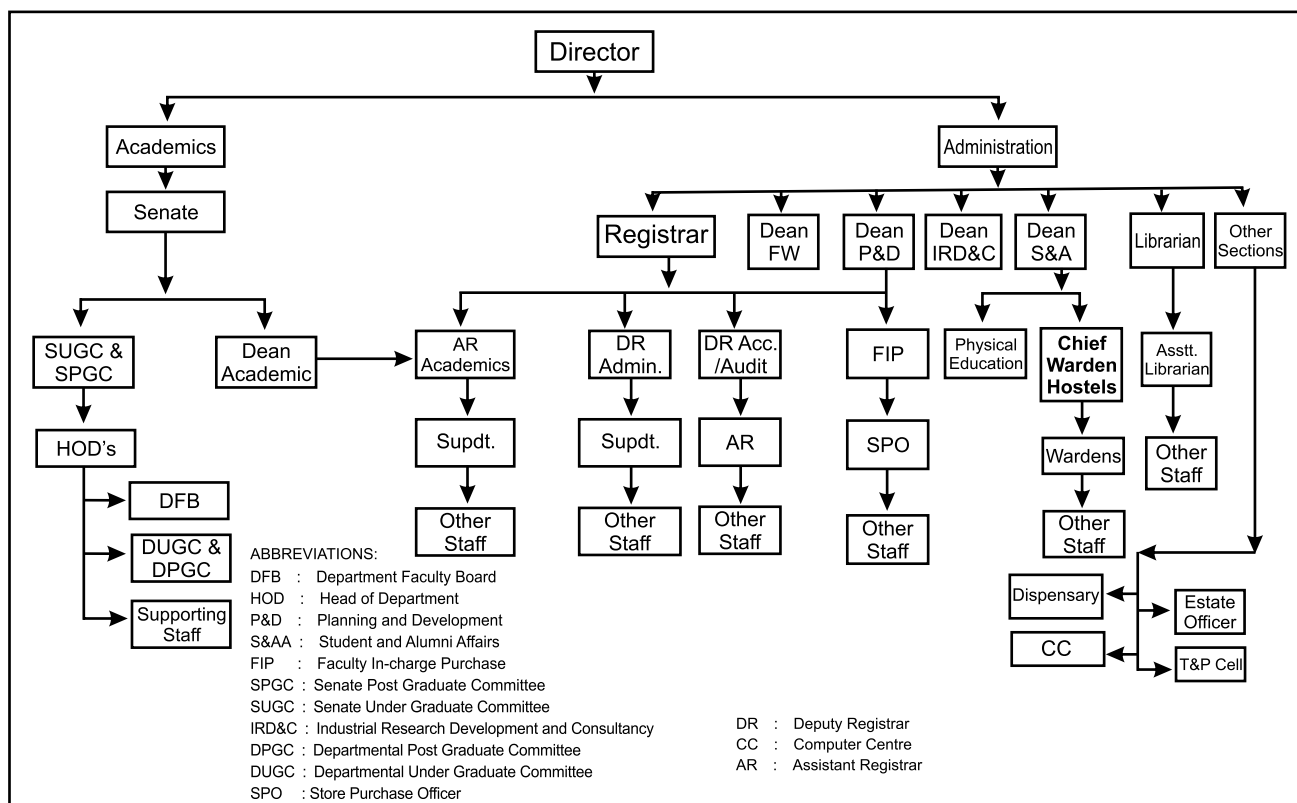 Director
Academics
Administration
Senate
Registrar
Dean
FW
Dean
P&D
Dean
IRD&C
Dean
S&A
Librarian
Other
Sections
SUGC &
SPGC
Dean
Academic
AR
Academics
DR
Admin.
DR Acc.
/Audit
FIP
Physical
Education
Chief
Warden
Hostels
Asstt.
Librarian
HOD's
Supdt.
Supdt.
AR
SPO
Wardens
Other
Staff
DFB
Other
Staff
Other
Staff
Other
Staff
Other
Staff
Other
Staff
DUGC &
DPGC
Supporting
Staff
Dispensary
Estate
Officer
CC
T&P Cell
ABBREVIATIONS:
DFB : Department Faculty Board
HOD : Head of Department
P&D : Planning and Development
S&AA : Student and Alumni Affairs
FIP : Faculty In-charge Purchase
SPGC : Senate Post Graduate Committee
SUGC : Senate Under Graduate Committee
IRD&C : Industrial Research Development and Consultancy
DPGC : Departmental Post Graduate Committee
DUGC : Departmental Under Graduate Committee
SPO : Store Purchase Officer
DR : Deputy Registrar
CC : Computer Centre
AR : Assistant Registrar